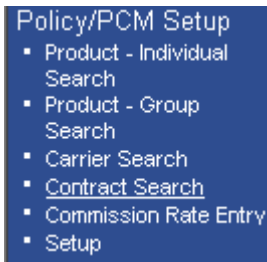 Policy/PCM Setup
Product - Individual
Search
Product - Group
Search
Carrier Search
Contract Search
Commission Rate Entry
Setup